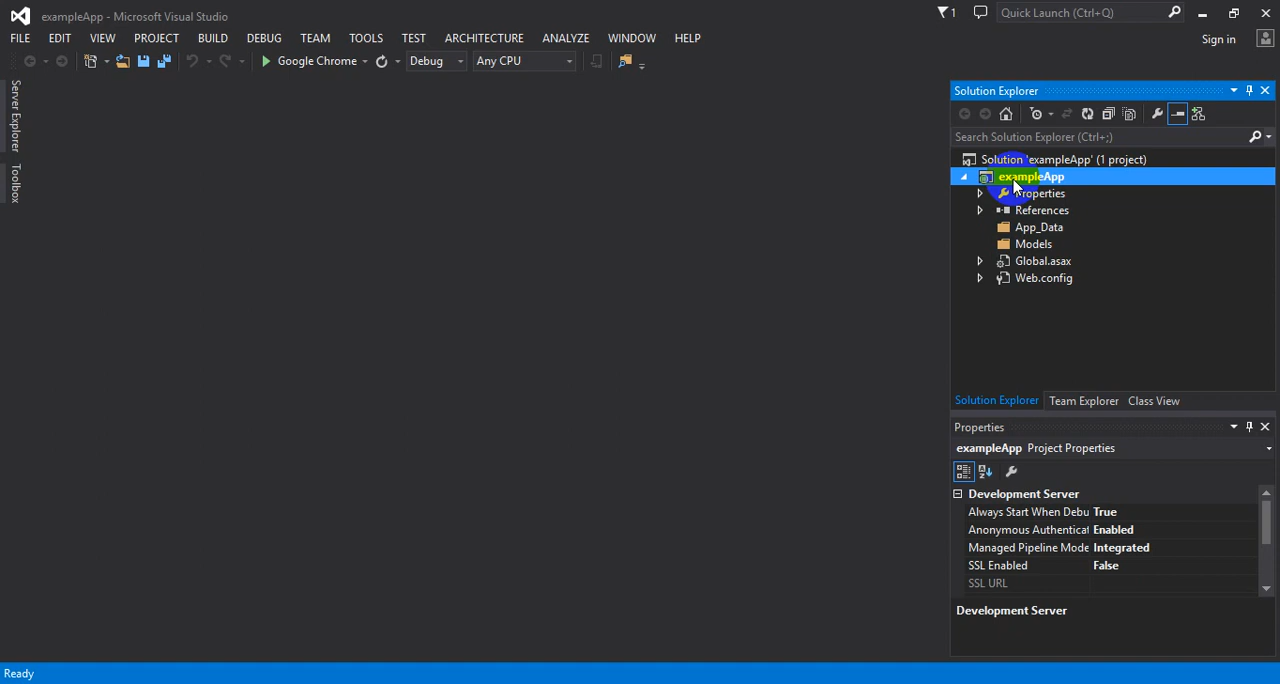 exampleApp - Microsoft Visual Studio
1
Quick Launch (Ctrl+Q)
FILE EDIT VIEW PROJECT BUILD DEBUG TEAM TOOLS TEST ARCHITECTURE ANALYZE WINDOW HELP
Sign in
Google Chrome Debug Any CPU
Server Explorer
Toolbox
Solution Explorer
Search Solution Explorer (Ctrl+;)
Solution 'exampleApp' (1 project)
exampleApp
Properties
References
App_Data
Models
Global.asax
Web.config
Solution Explorer Team Explorer Class View
Properties
exampleApp Project Properties
Development Server
Always Start When Debu True
Anonymous Authenticat Enabled
Managed Pipeline Mode Integrated
SSL Enabled False
SSL URL
Development Server
Ready